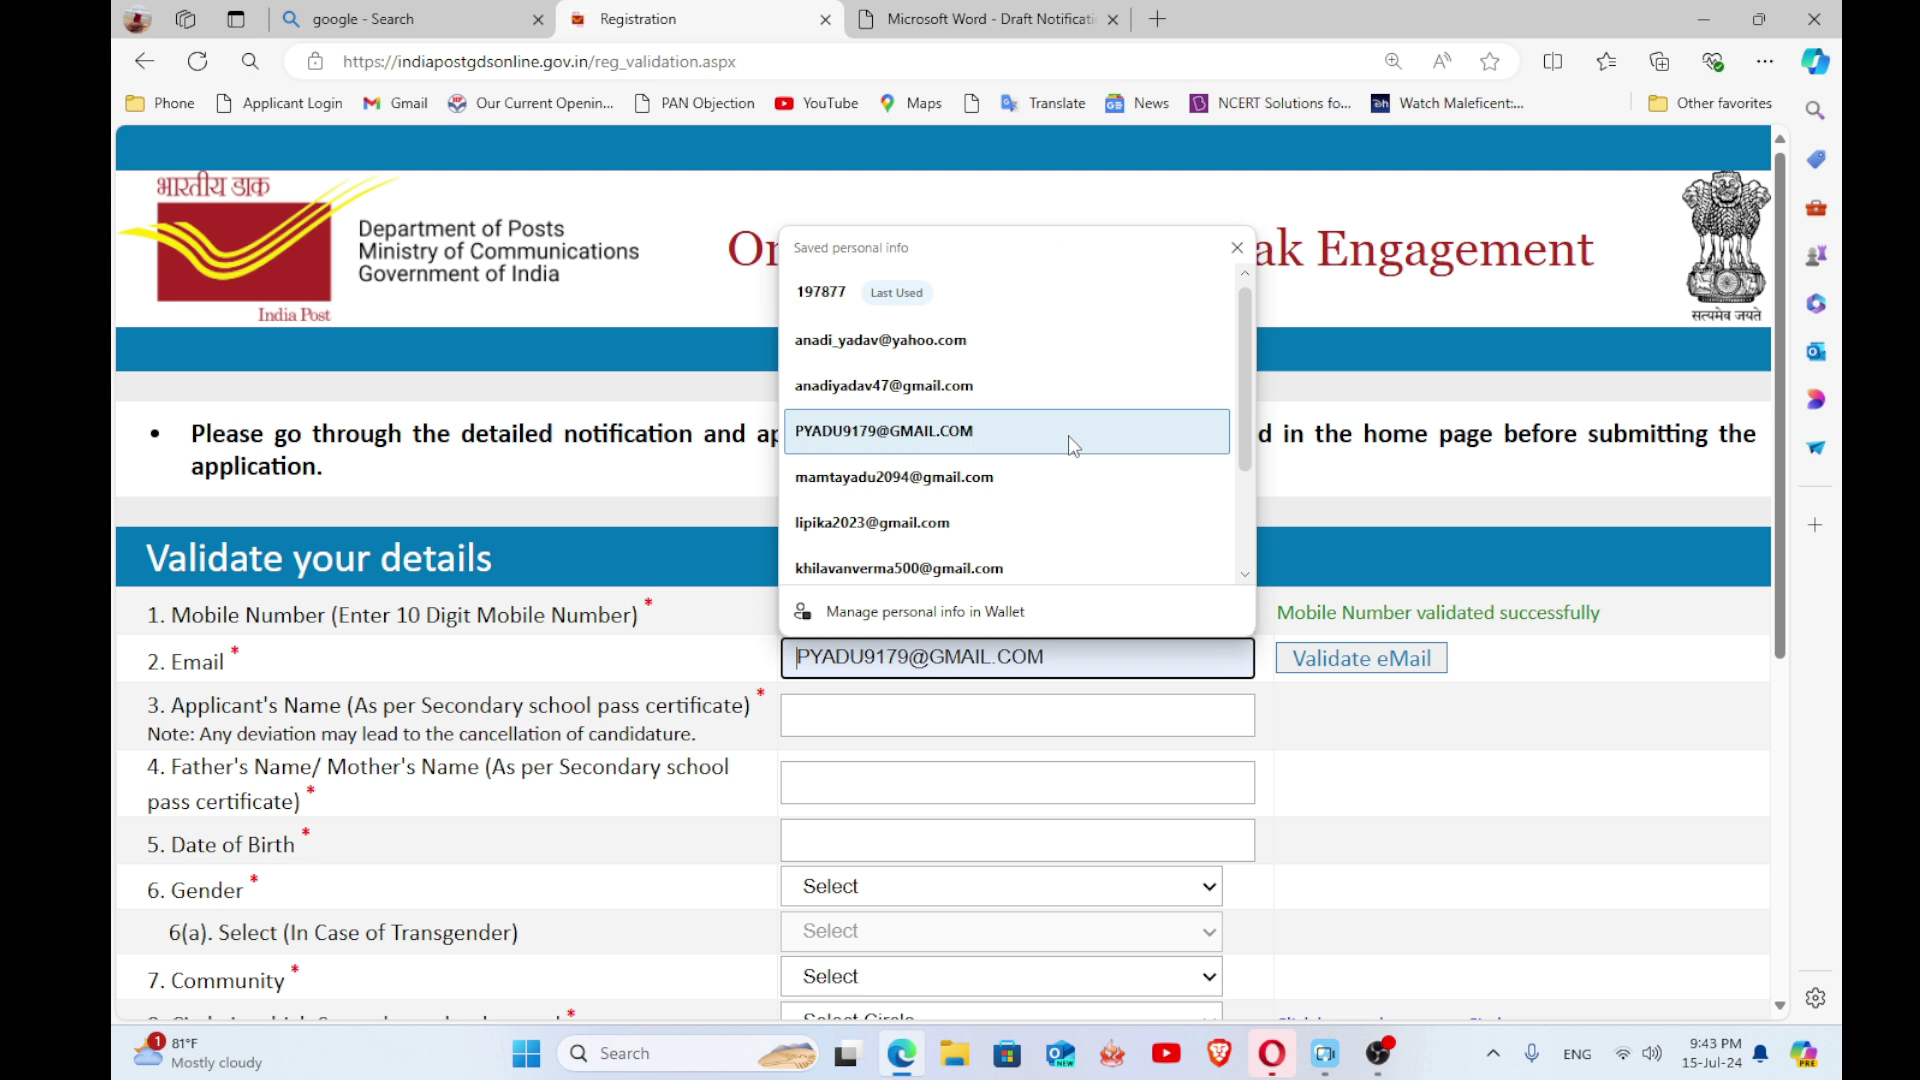 google - Search
Registration
Microsoft Word - Draft Notificati
https://indiapostgdsonline.gov.in/reg_validation.aspx
Phone
Applicant Login
Gmail
Our Current Openin...
PAN Objection
YouTube
Maps
Translate
News
NCERT Solutions fo...
Watch Maleficent:...
Other favorites
भारतीय डाक
India Post
Department of Posts
Ministry of Communications
Government of India
ak Engagement
सत्यमेव जयते
Saved personal info
197877 Last Used
anadi_yadav@yahoo.com
anadiyadav47@gmail.com
PYADU9179@GMAIL.COM
mamtayadu2094@gmail.com
lipika2023@gmail.com
khilavanverma500@gmail.com
Manage personal info in Wallet
• Please go through the detailed notification and d in the home page before submitting the
application.
Validate your details
1. Mobile Number (Enter 10 Digit Mobile Number) *
Mobile Number validated successfully
2. Email *
PYADU9179@GMAIL.COM
Validate eMail
3. Applicant's Name (As per Secondary school pass certificate) *
Note: Any deviation may lead to the cancellation of candidature.
4. Father's Name/ Mother's Name (As per Secondary school
pass certificate) *
5. Date of Birth *
6. Gender *
Select
6(a). Select (In Case of Transgender)
Select
7. Community *
Select
1
81°F
Mostly cloudy
Search
NEW
ENG
9:43 PM
15-Jul-24
PRE